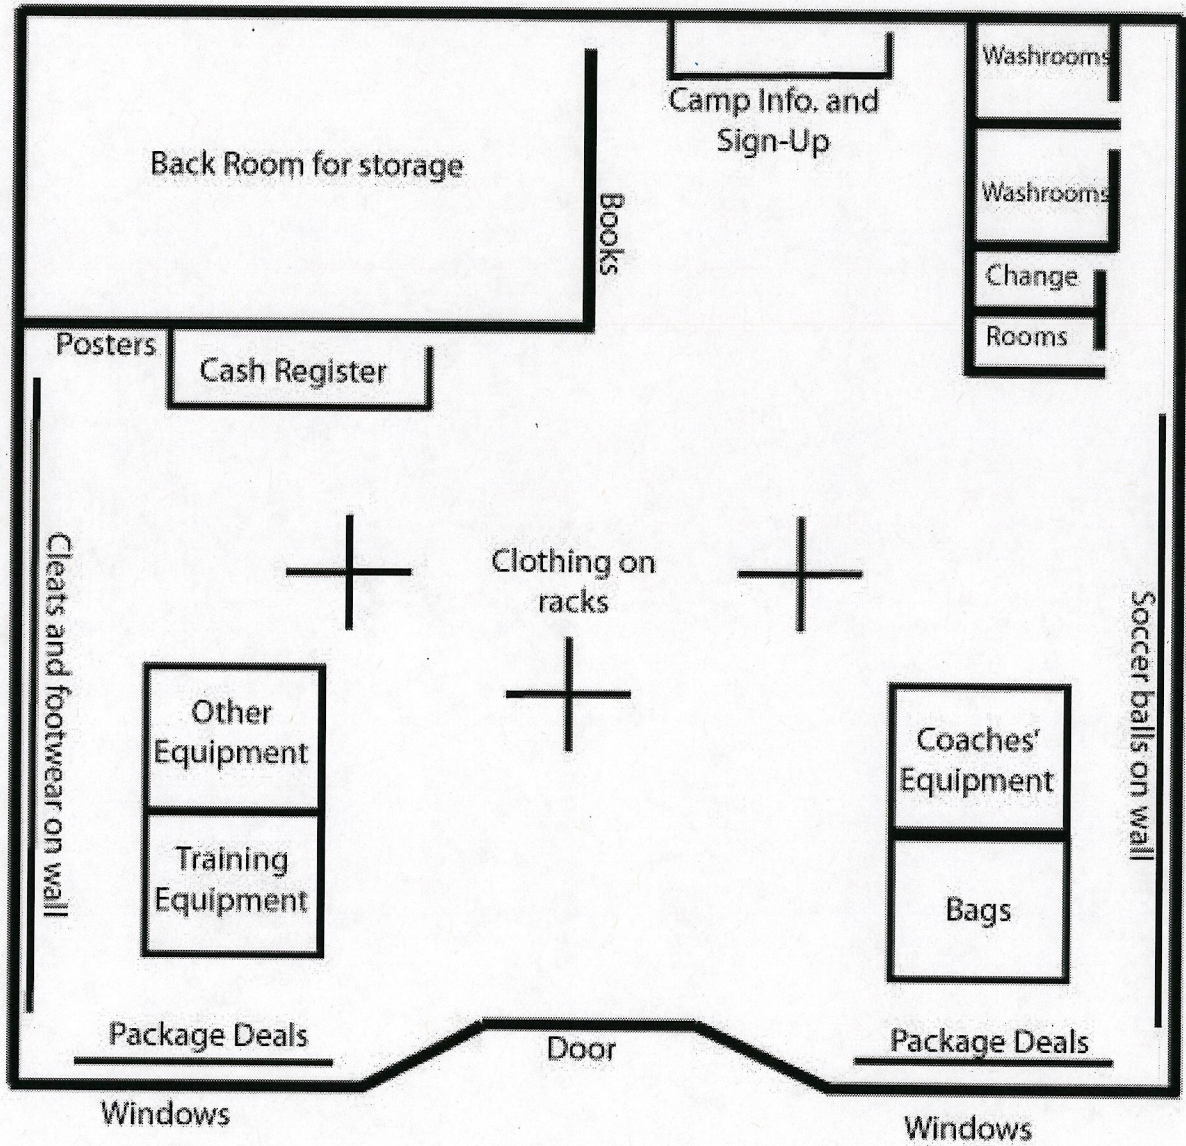 Washrooms
Camp Info. and
Sign-Up
Back Room for storage
Washrooms
Books
Change
Rooms
Posters
Cash Register
Clothing on
racks
Cleats and footwear on wall
Soccer balls on wall
Other
Equipment
Coaches'
Equipment
Training
Equipment
Bags
Package Deals
Door
Package Deals
Windows
Windows